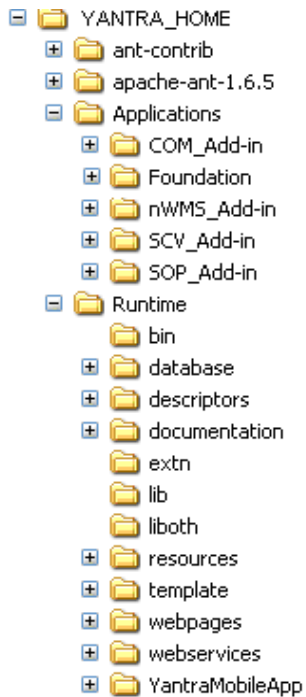 YANTRA_HOME
ant-contrib
apache-ant-1.6.5
Applications
COM_Add-in
Foundation
nWMS_Add-in
SCV_Add-in
SOP_Add-in
Runtime
bin
database
descriptors
documentation
extn
lib
liboth
resources
template
webpages
webservices
YantraMobileApp